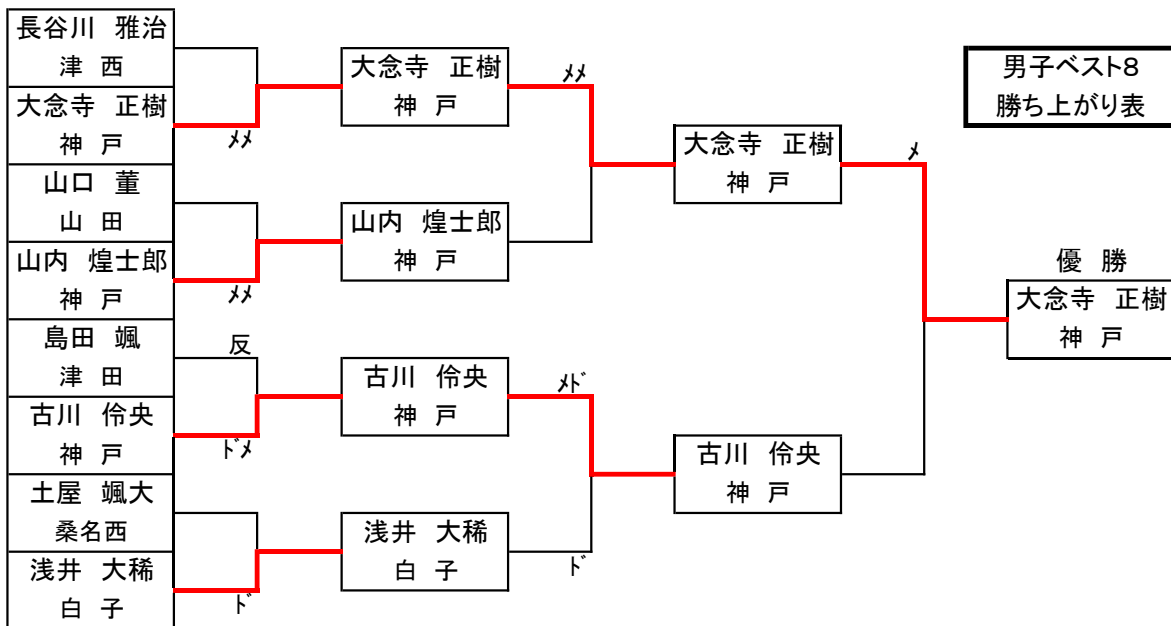 長谷川 雅治
津 西
大念寺 正樹
神 戸
山口 董
山 田
山内 煌士郎
神 戸
島田 颯
津 田
古川 伶央
神 戸
土屋 颯大
桑名西
浅井 大稀
白 子
ﾒﾒ
ﾒﾒ
反
ﾄﾞﾒ
ﾄﾞ
大念寺 正樹
神 戸
山内 煌士郎
神 戸
古川 伶央
神 戸
浅井 大稀
白 子
ﾒﾒ
ﾒﾄﾞ
ﾄﾞ
大念寺 正樹
神 戸
古川 伶央
神 戸
ﾒ
男子ベスト8
勝ち上がり表
優 勝
大念寺 正樹
神 戸